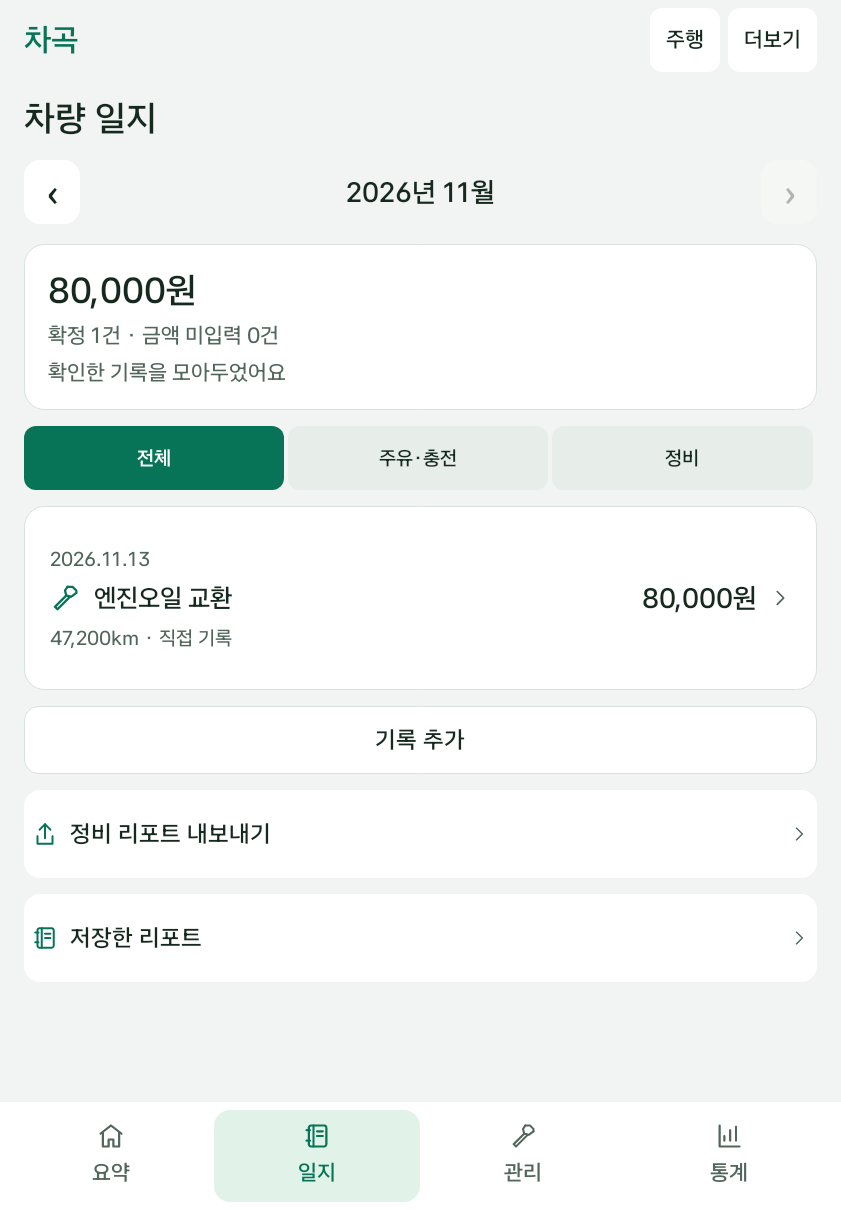 차곡
주행
더보기
차량 일지
2026년 11월
80,000원
확정 1건 · 금액 미입력 0건
확인한 기록을 모아두었어요
전체
주유·충전
정비
2026.11.13
엔진오일 교환
80,000원
47,200km · 직접 기록
기록 추가
정비 리포트 내보내기
저장한 리포트
요약
일지
관리
통계